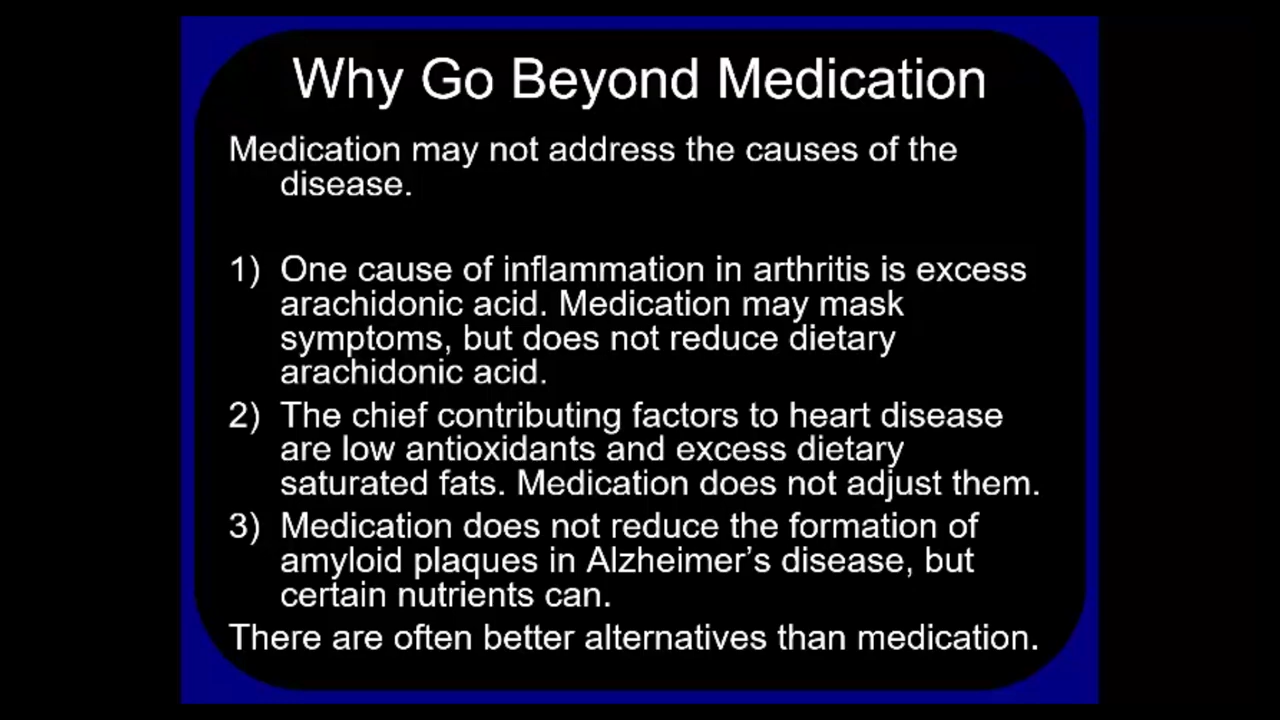 Why Go Beyond Medication
Medication may not address the causes of the
disease.
1) One cause of inflammation in arthritis is excess
arachidonic acid. Medication may mask
symptoms, but does not reduce dietary
arachidonic acid.
2) The chief contributing factors to heart disease
are low antioxidants and excess dietary
saturated fats. Medication does not adjust them.
3) Medication does not reduce the formation of
amyloid plaques in Alzheimer’s disease, but
certain nutrients can.
There are often better alternatives than medication.